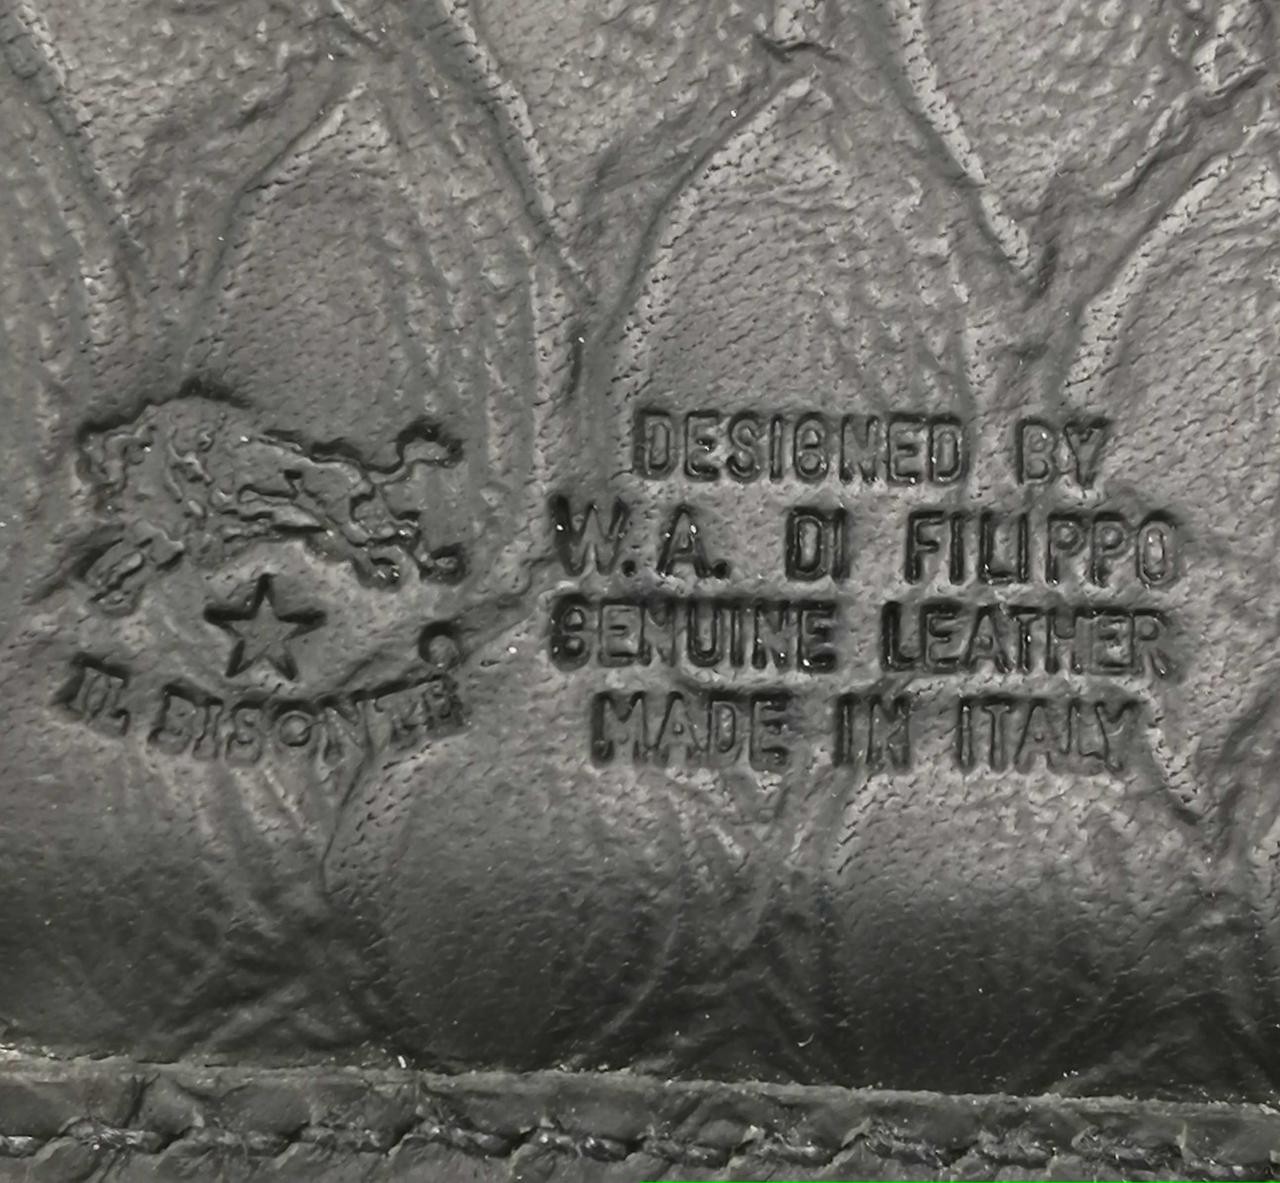 IL BISONTE
DESIGNED BY
W.A. DI FILIPPO
GENUINE LEATHER
MADE IN ITALY